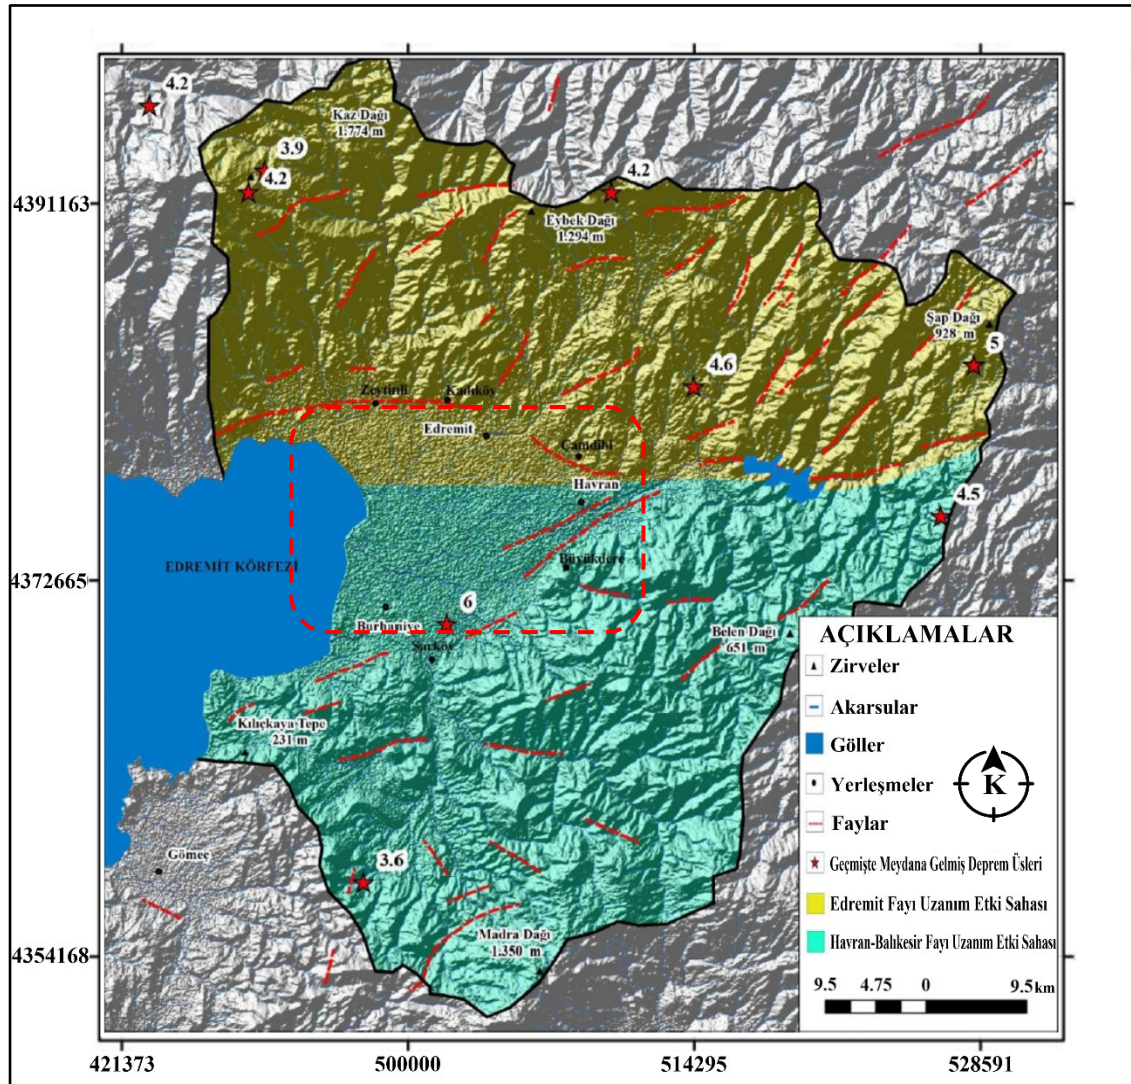 4.2
Kaz Dağı
1.774 m
3.9
4.2
4.2
4391163
4391163
Eybek Dağı
1.294 m
Şap Dağı
928 m
5
4.6
Zeytinli
Kadıköy
Edremit
Çamdibi
Havran
4.5
EDREMİT KÖRFEZİ
Büyükdere
4372665
6
Burhaniye
Şarköy
Belen Dağı
651 m
Kılıçkaya Tepe
231 m
Gömeç
3.6
Madra Dağı
1.350 m
4354168
AÇIKLAMALAR
Zirveler
Akarsular
Göller
Yerleşmeler
Faylar
Geçmişte Meydana Gelmiş Deprem Üsleri
Edremit Fayı Uzanım Etki Sahası
Havran-Balıkesir Fayı Uzanım Etki Sahası
K
9.5 4.75 0 9.5 km
421373 500000 514295 528591